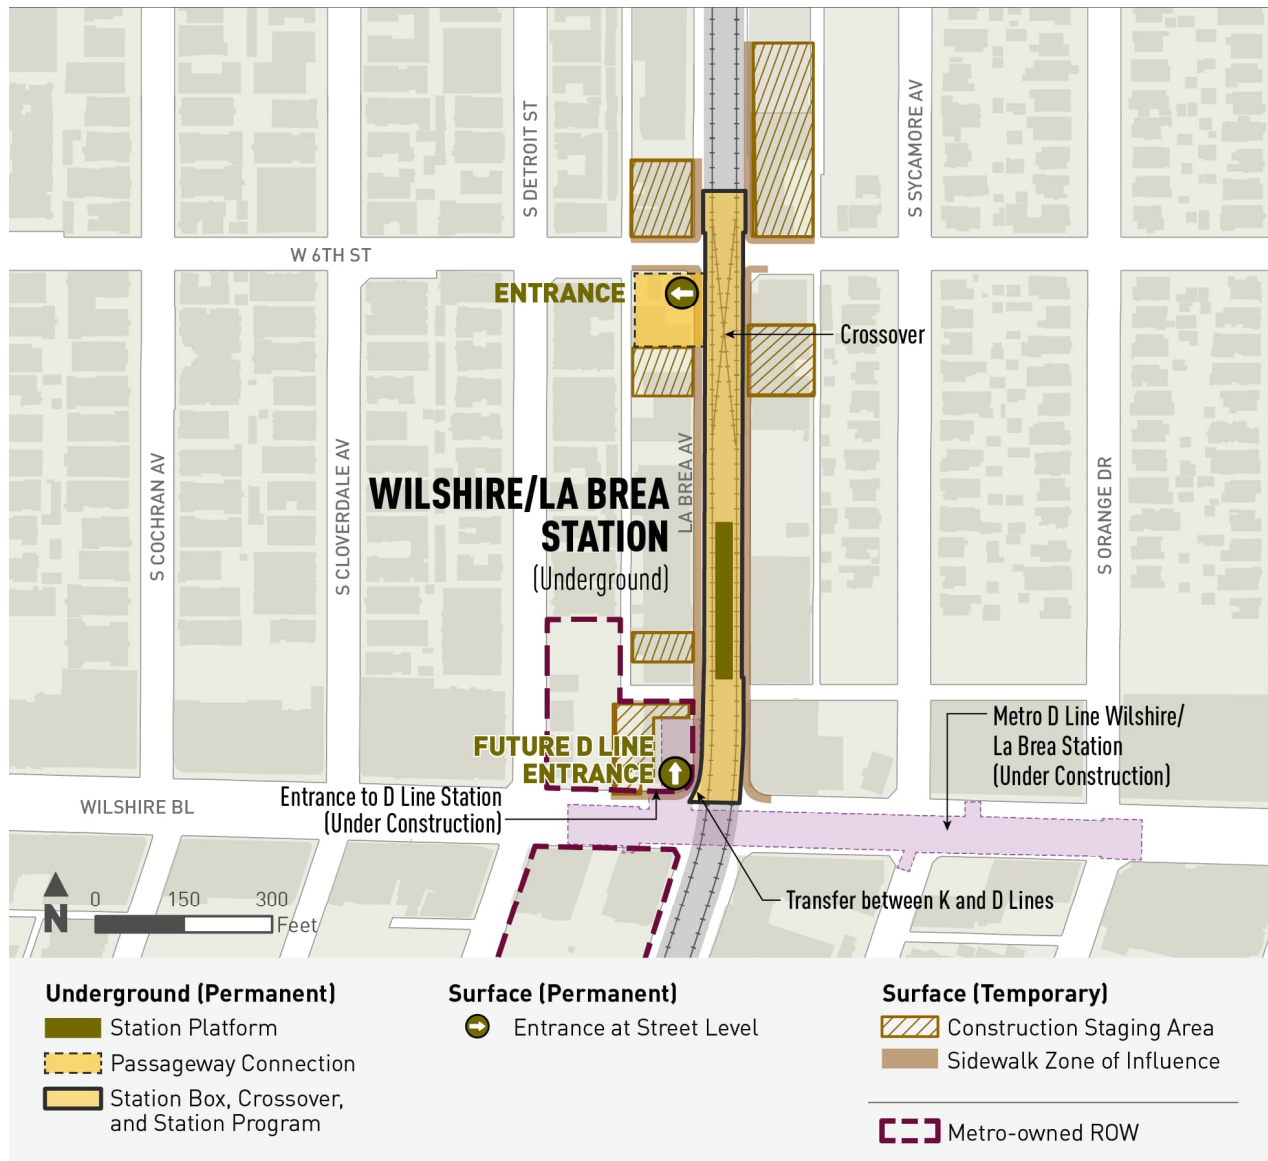 S DETROIT ST
S SYCAMORE AV
W 6TH ST
ENTRANCE
Crossover
LA BREA AV
S COCHRAN AV
S CLOVERDALE AV
WILSHIRE/LA BREA
STATION
(Underground)
S ORANGE DR
FUTURE D LINE
ENTRANCE
Metro D Line Wilshire/
La Brea Station
(Under Construction)
WILSHIRE BL
Entrance to D Line Station
(Under Construction)
Transfer between K and D Lines
N
0 150 300
Feet
Underground (Permanent)
Station Platform
Passageway Connection
Station Box, Crossover,
and Station Program
Surface (Permanent)
Entrance at Street Level
Surface (Temporary)
Construction Staging Area
Sidewalk Zone of Influence
Metro-owned ROW